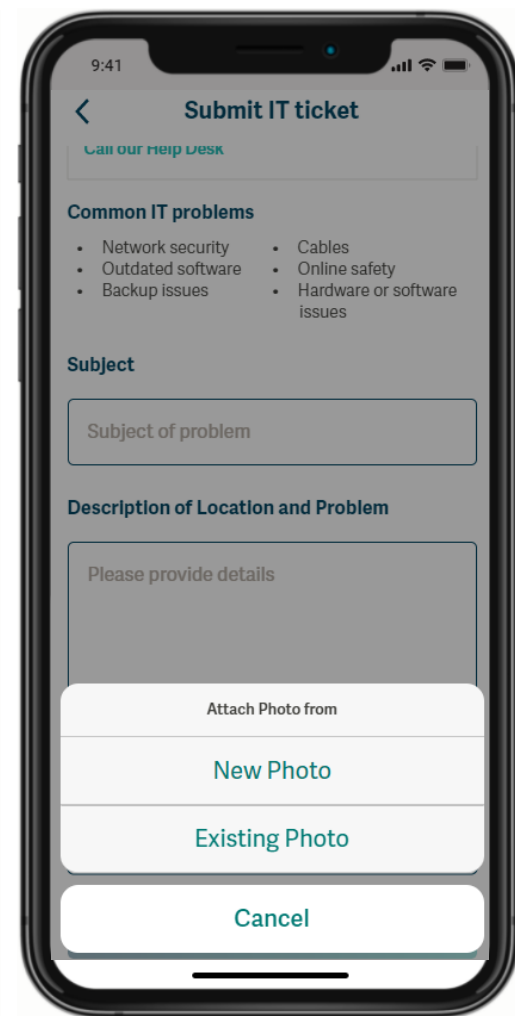 9:41
Submit IT ticket
Call our Help Desk
Common IT problems
• Network security
• Outdated software
• Backup issues
• Cables
• Online safety
• Hardware or software
issues
Subject
Subject of problem
Description of Location and Problem
Please provide details
Attach Photo from
New Photo
Existing Photo
Cancel